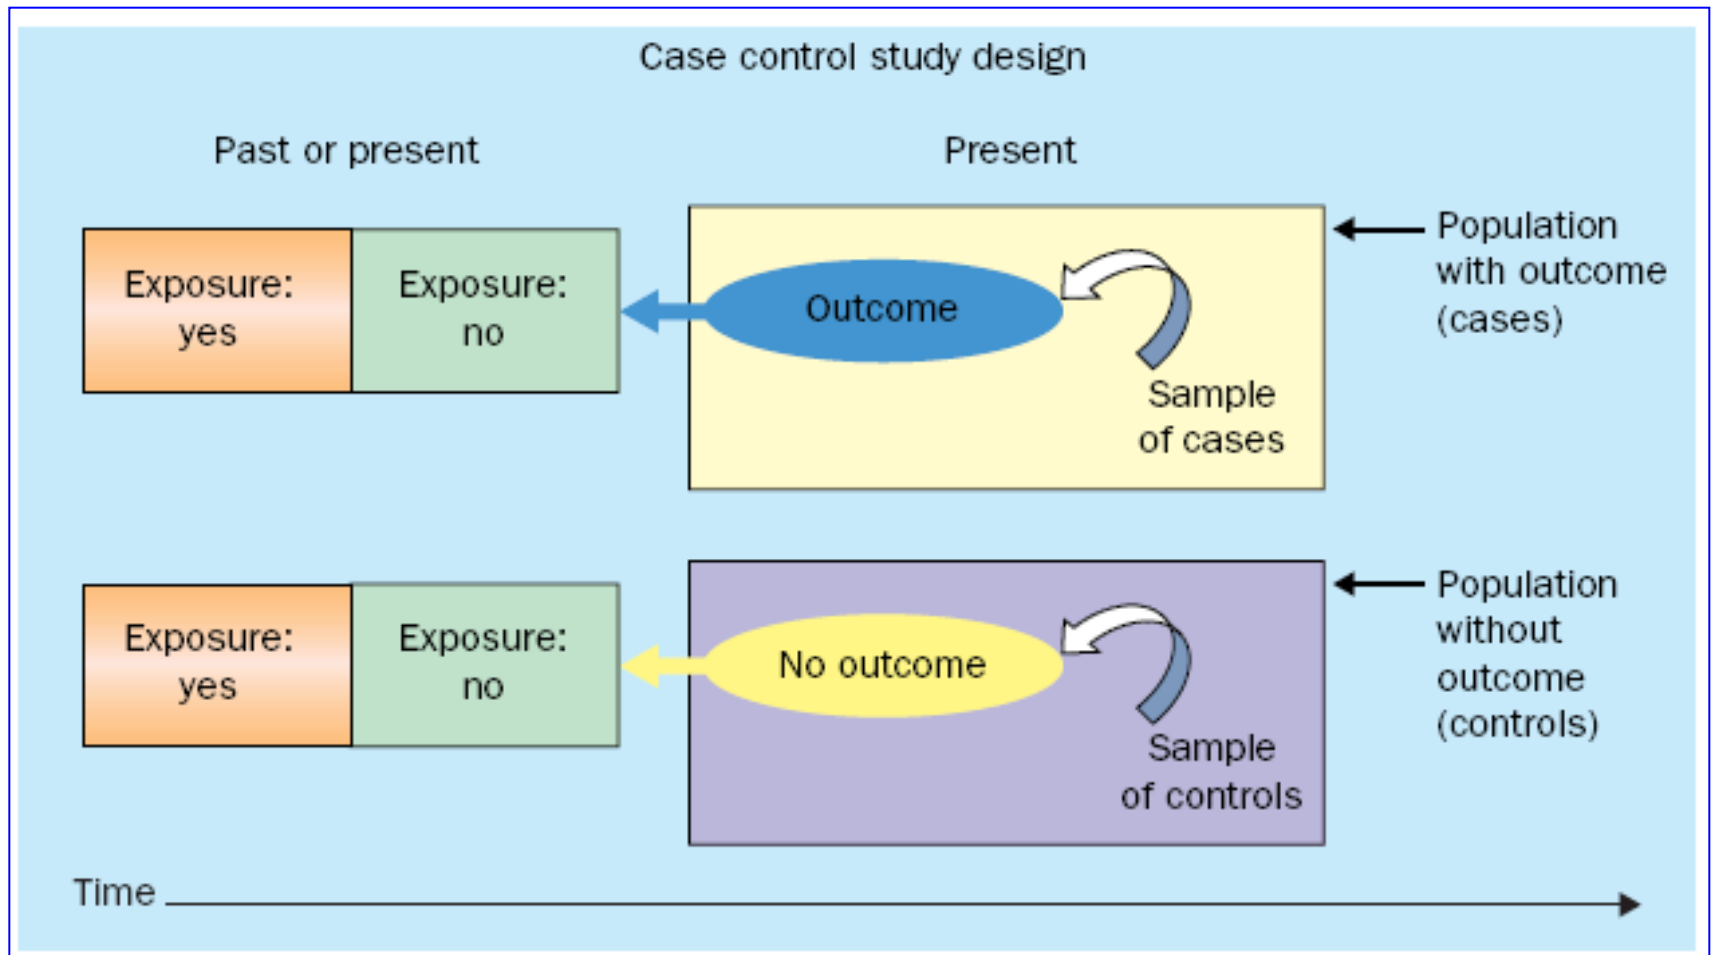 Case control study design
Past or present
Present
Exposure:
yes
Exposure:
no
Outcome
Sample
of cases
Population
with outcome
(cases)
Exposure:
yes
Exposure:
no
No outcome
Sample
of controls
Population
without
outcome
(controls)
Time